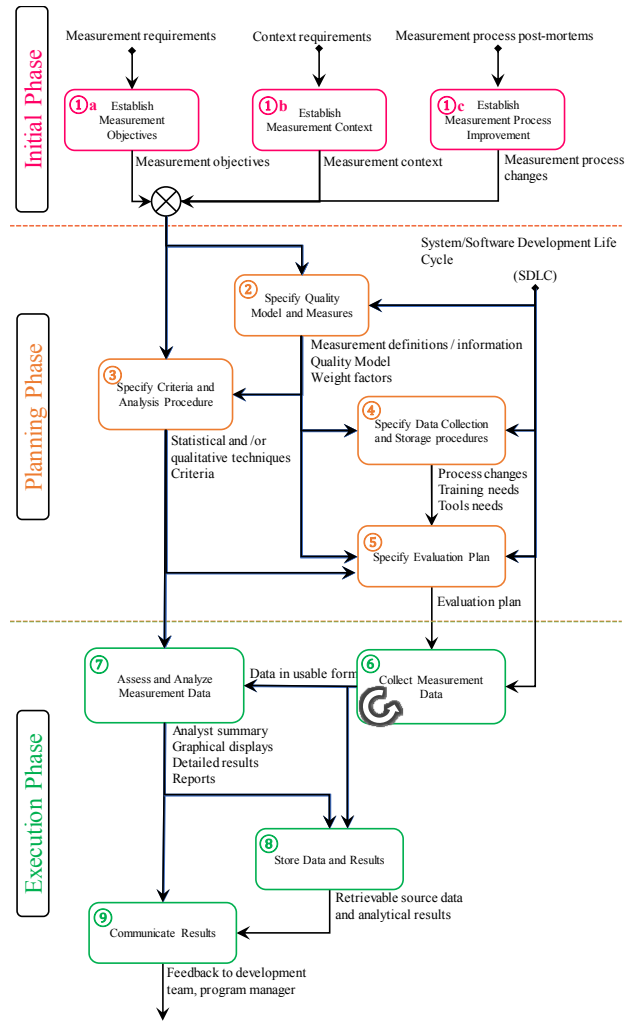 Initial Phase
Measurement requirements
Context requirements
Measurement process post-mortems
1a
Establish
Measurement
Objectives
1b
Establish
Measurement Context
1c
Establish
Measurement Process
Improvement
Measurement objectives
Measurement context
Measurement process
changes
Planning Phase
System/Software Development Life
Cycle
(SDLC)
2
Specify Quality
Model and Measures
Measurement definitions / information
Quality Model
Weight factors
3
Specify Criteria and
Analysis Procedure
4
Specify Data Collection
and Storage procedures
Statistical and /or
qualitative techniques
Criteria
Process changes
Training needs
Tools needs
5
Specify Evaluation Plan
Evaluation plan
Execution Phase
7
Assess and Analyze
Measurement Data
Data in usable form
6
Collect Measurement
Data
Analyst summary
Graphical displays
Detailed results
Reports
8
Store Data and Results
Retrievable source data
and analytical results
9
Communicate Results
Feedback to development
team, program manager